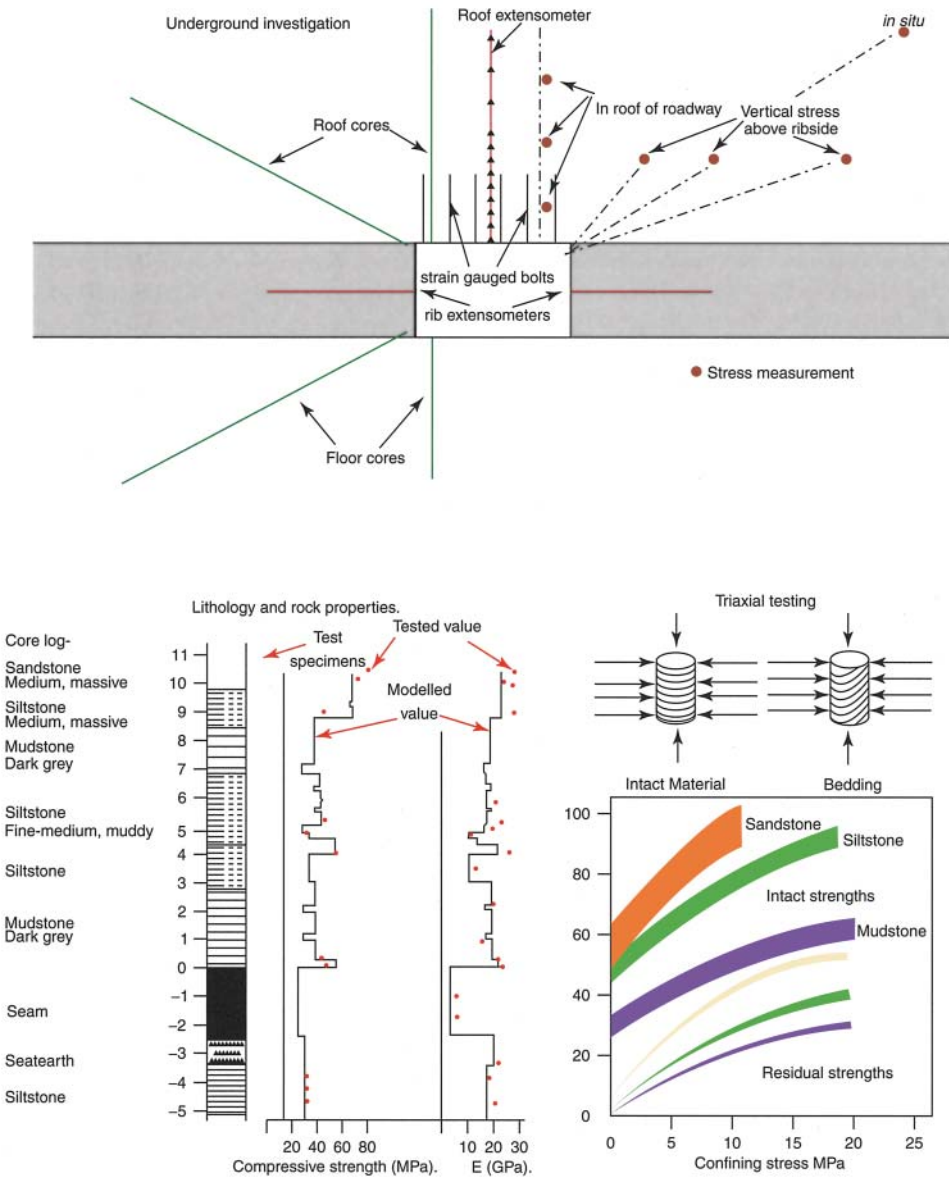 Underground investigation
Roof extensometer
in situ
Roof cores
In roof of roadway
Vertical stress
above ribside
strain gauged bolts
rib extensometers
Stress measurement
Floor cores
Lithology and rock properties.
Core log-
Test
specimens
Tested value
Modelled
value
11
Sandstone
10
Medium, massive
Siltstone
9
Medium, massive
8
Mudstone
Dark grey
7
6
Siltstone
5
Fine-medium, muddy
4
Siltstone
3
2
Mudstone
1
Dark grey
0
–1
Seam
–2
–3
Seatearth
–4
Siltstone
–5
20 40 60 80
Compressive strength (MPa).
10 20 30
E (GPa).
Triaxial testing
Intact Material
Bedding
100
Sandstone
Siltstone
80
Intact strengths
60
Mudstone
40
20
Residual strengths
0
0 5 10 15 20 25
Confining stress MPa